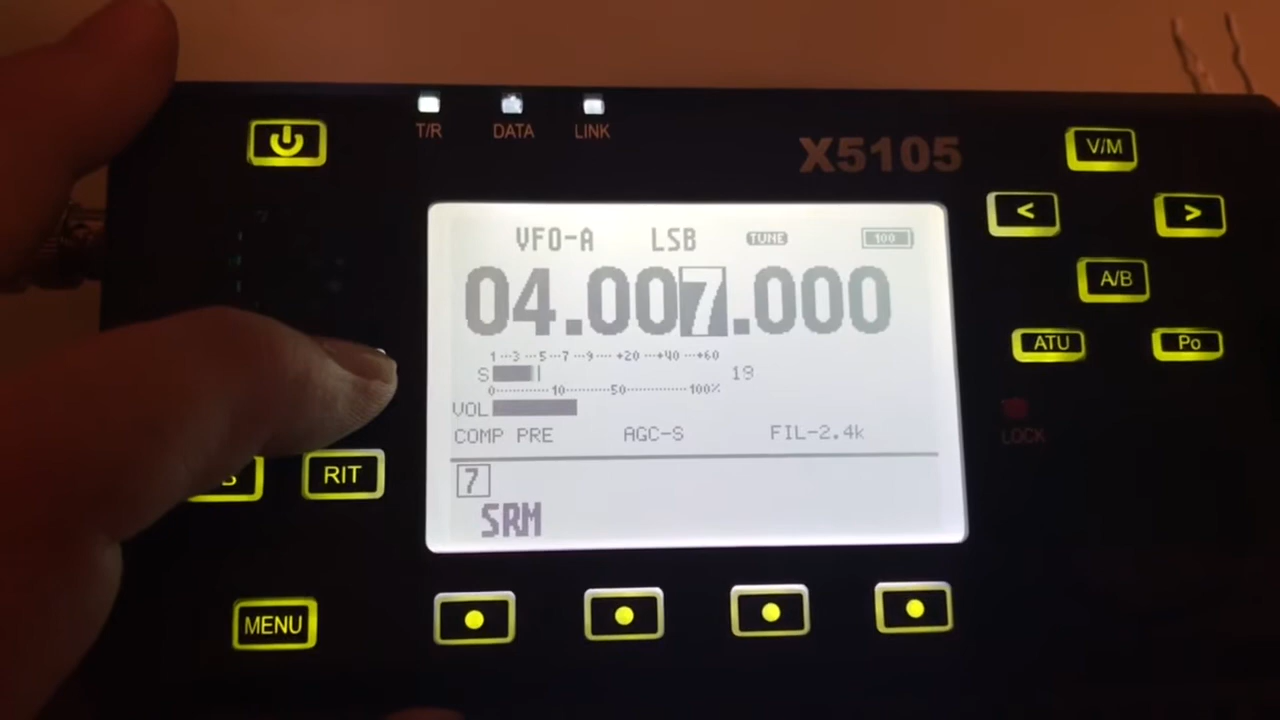 T/R DATA LINK
X5105
V/M
< >
A/B
ATU Po
LOCK
VFO-A LSB TUNE 100
04.007.000
1···3···5···7···9····+20···+40···+60
S 19
0···········10········50···········100%
VOL
COMP PRE AGC-S FIL-2.4k
7
SRM
RIT
MENU